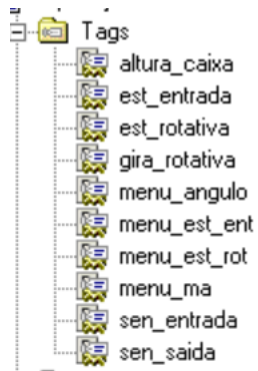 Tags
altura_caixa
est_entrada
est_rotativa
gira_rotativa
menu_angulo
menu_est_ent
menu_est_rot
menu_ma
sen_entrada
sen_saida